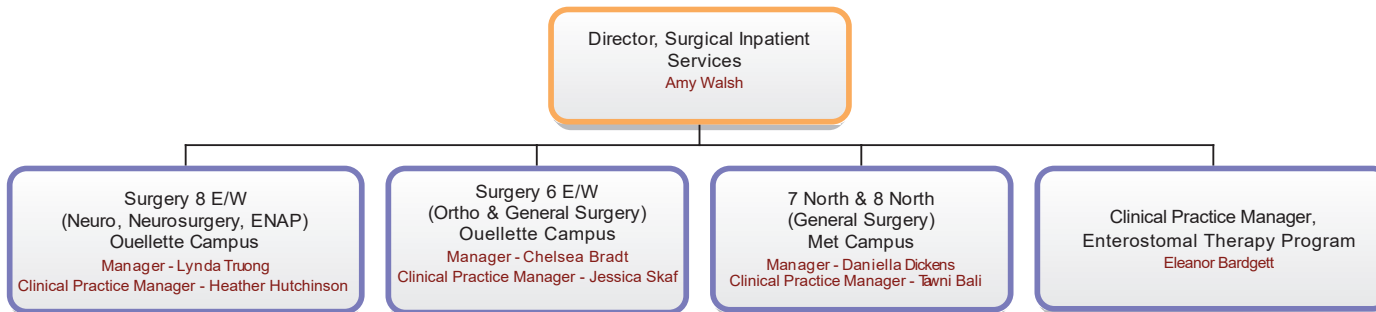 Director, Surgical Inpatient
Services
Amy Walsh
Surgery 8 E/W
(Neuro, Neurosurgery, ENAP)
Ouellette Campus
Manager - Lynda Truong
Clinical Practice Manager - Heather Hutchinson
Surgery 6 E/W
(Ortho & General Surgery)
Ouellette Campus
Manager - Chelsea Bradt
Clinical Practice Manager - Jessica Skaf
7 North & 8 North
(General Surgery)
Met Campus
Manager - Daniella Dickens
Clinical Practice Manager - Tawni Bali
Clinical Practice Manager,
Enterostomal Therapy Program
Eleanor Bardgett